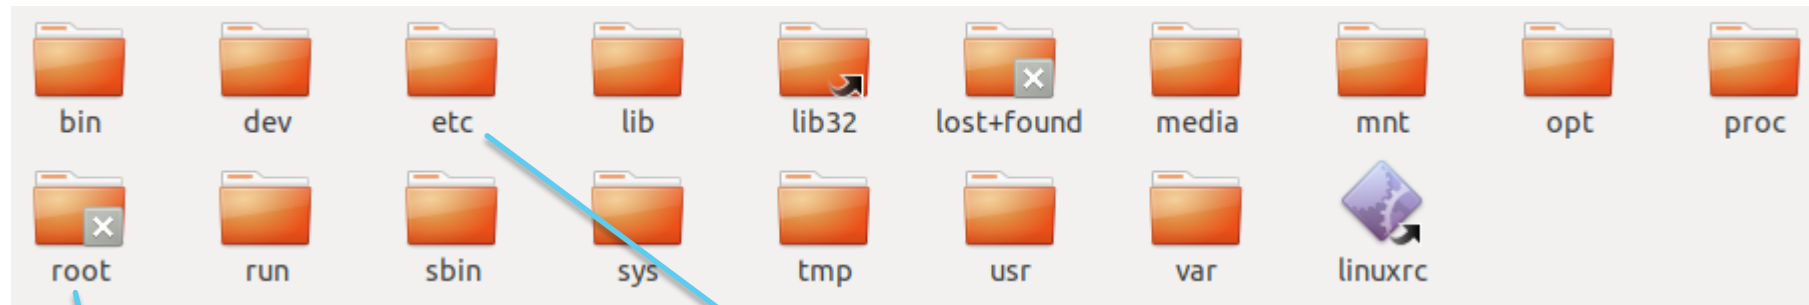 bin dev etc lib lib32 lost+found media mnt opt proc
root run sbin sys tmp usr var linuxrc